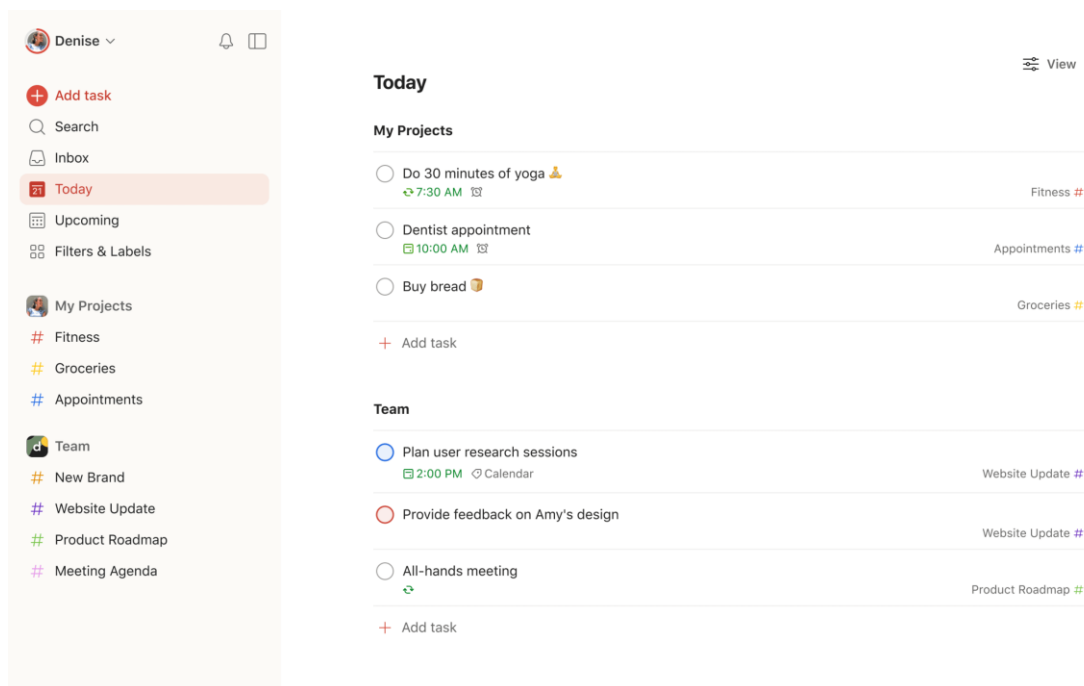 Denise
Add task
Search
Inbox
21 Today
Upcoming
Filters & Labels
My Projects
# Fitness
# Groceries
# Appointments
d Team
# New Brand
# Website Update
# Product Roadmap
# Meeting Agenda
View
Today
My Projects
Do 30 minutes of yoga 🧘
7:30 AM
Fitness #
Dentist appointment
10:00 AM
Appointments #
Buy bread 🍞
Groceries #
+ Add task
Team
Plan user research sessions
2:00 PM Calendar
Website Update #
Provide feedback on Amy's design
Website Update #
All-hands meeting
Product Roadmap #
+ Add task